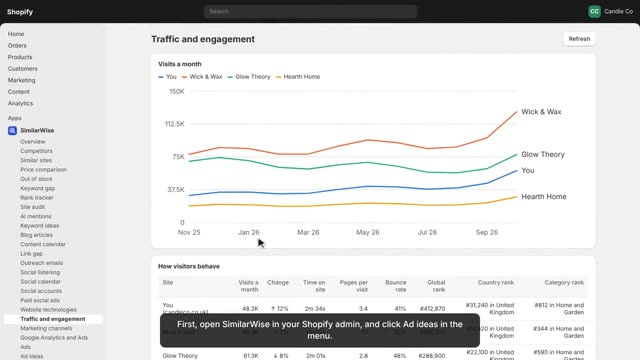 Shopify
Search
CC Candle Co
Home
Orders
Products
Customers
Marketing
Content
Analytics
Apps
SimilarWise
Overview
Competitors
Similar sites
Price comparison
Out of stock
Keyword gap
Rank tracker
Site audit
AI mentions
Keyword ideas
Blog articles
Content calendar
Link gap
Outreach emails
Social listening
Social calendar
Social accounts
Paid social ads
Website technologies
Traffic and engagement
Marketing channels
Google Analytics and Ads
Ads
Ad ideas
Traffic and engagement
Refresh
Visits a month
You Wick & Wax Glow Theory Hearth Home
150K
112.5K
75K
37.5K
0
Nov 25 Jan 26 Mar 26 May 26 Jul 26 Sep 26
Wick & Wax
Glow Theory
You
Hearth Home
How visitors behave
Site Visits a month Change Time on site Pages per visit Bounce rate Global rank Country rank Category rank
You (candleco.co.uk) 48.2K ↑ 12% 2m 34s 3.4 41% #412,870 #31,240 in United Kingdom #812 in Home and Garden
in United Kingdom #344 in Home and Garden
Glow Theory 61.3K ↓ 8% 2m 01s 2.8 48% #288,900 #22,100 in United #590 in Home and
First, open SimilarWise in your Shopify admin, and click Ad ideas in the
menu.